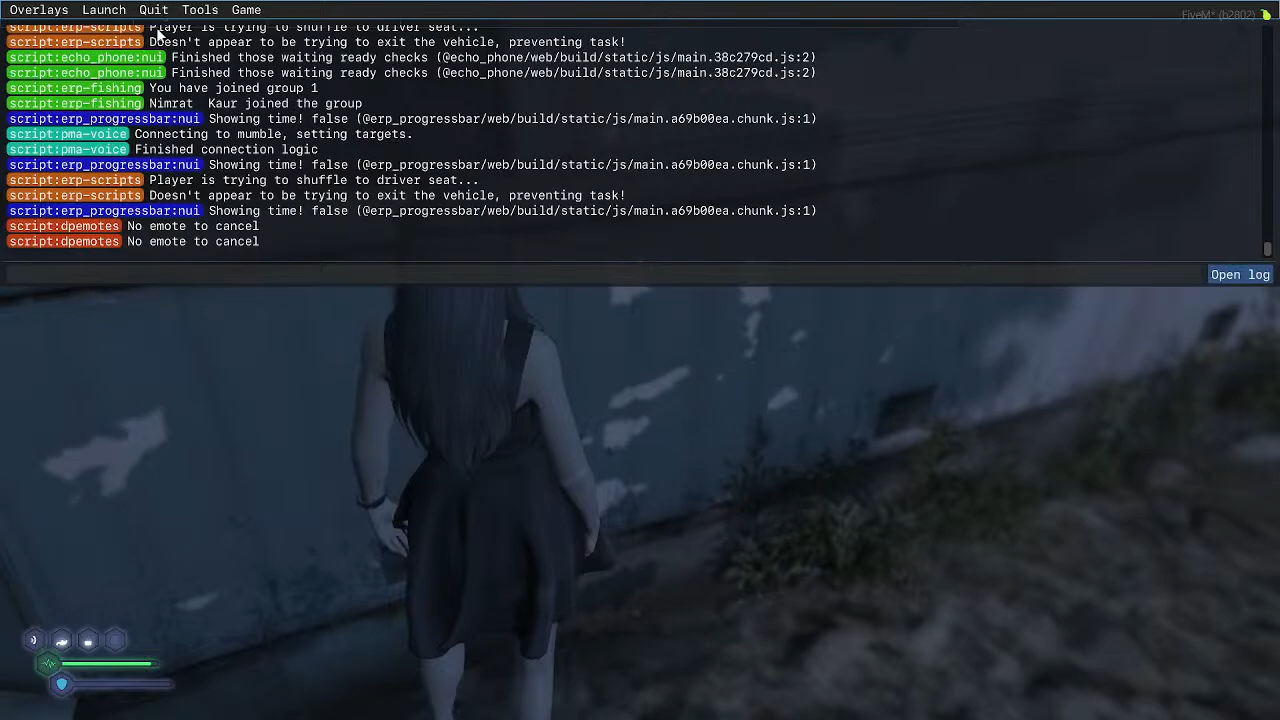 Overlays Launch Quit Tools Game
FiveM* (b2802)
script:erp-scripts Player is trying to shuffle to driver seat...
script:erp-scripts Doesn't appear to be trying to exit the vehicle, preventing task!
script:echo_phone:nui Finished those waiting ready checks (@echo_phone/web/build/static/js/main.38c279cd.js:2)
script:echo_phone:nui Finished those waiting ready checks (@echo_phone/web/build/static/js/main.38c279cd.js:2)
script:erp-fishing You have joined group 1
script:erp-fishing Nimrat  Kaur joined the group
script:erp_progressbar:nui Showing time! false (@erp_progressbar/web/build/static/js/main.a69b00ea.chunk.js:1)
script:pma-voice Connecting to mumble, setting targets.
script:pma-voice Finished connection logic
script:erp_progressbar:nui Showing time! false (@erp_progressbar/web/build/static/js/main.a69b00ea.chunk.js:1)
script:erp-scripts Player is trying to shuffle to driver seat...
script:erp-scripts Doesn't appear to be trying to exit the vehicle, preventing task!
script:erp_progressbar:nui Showing time! false (@erp_progressbar/web/build/static/js/main.a69b00ea.chunk.js:1)
script:dpemotes No emote to cancel
script:dpemotes No emote to cancel
Open log